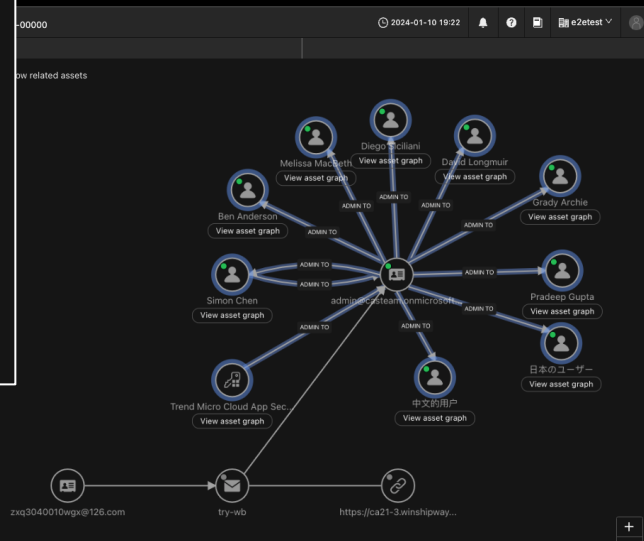 -00000
2024-01-10 19:22
e2etest
ow related assets
Diego Siciliani
View asset graph
Melissa MacBeth
View asset graph
David Longmuir
View asset graph
Grady Archie
View asset graph
Ben Anderson
View asset graph
ADMIN TO
ADMIN TO
ADMIN TO
ADMIN TO
ADMIN TO
ADMIN TO
ADMIN TO
ADMIN TO
Simon Chen
View asset graph
admin@casteam.onmicrosoft...
Pradeep Gupta
View asset graph
ADMIN TO
ADMIN TO
ADMIN TO
日本のユーザー
View asset graph
Trend Micro Cloud App Sec...
View asset graph
中文的用户
View asset graph
zxq3040010wgx@126.com
try-wb
https://ca21-3.winshipway...
+